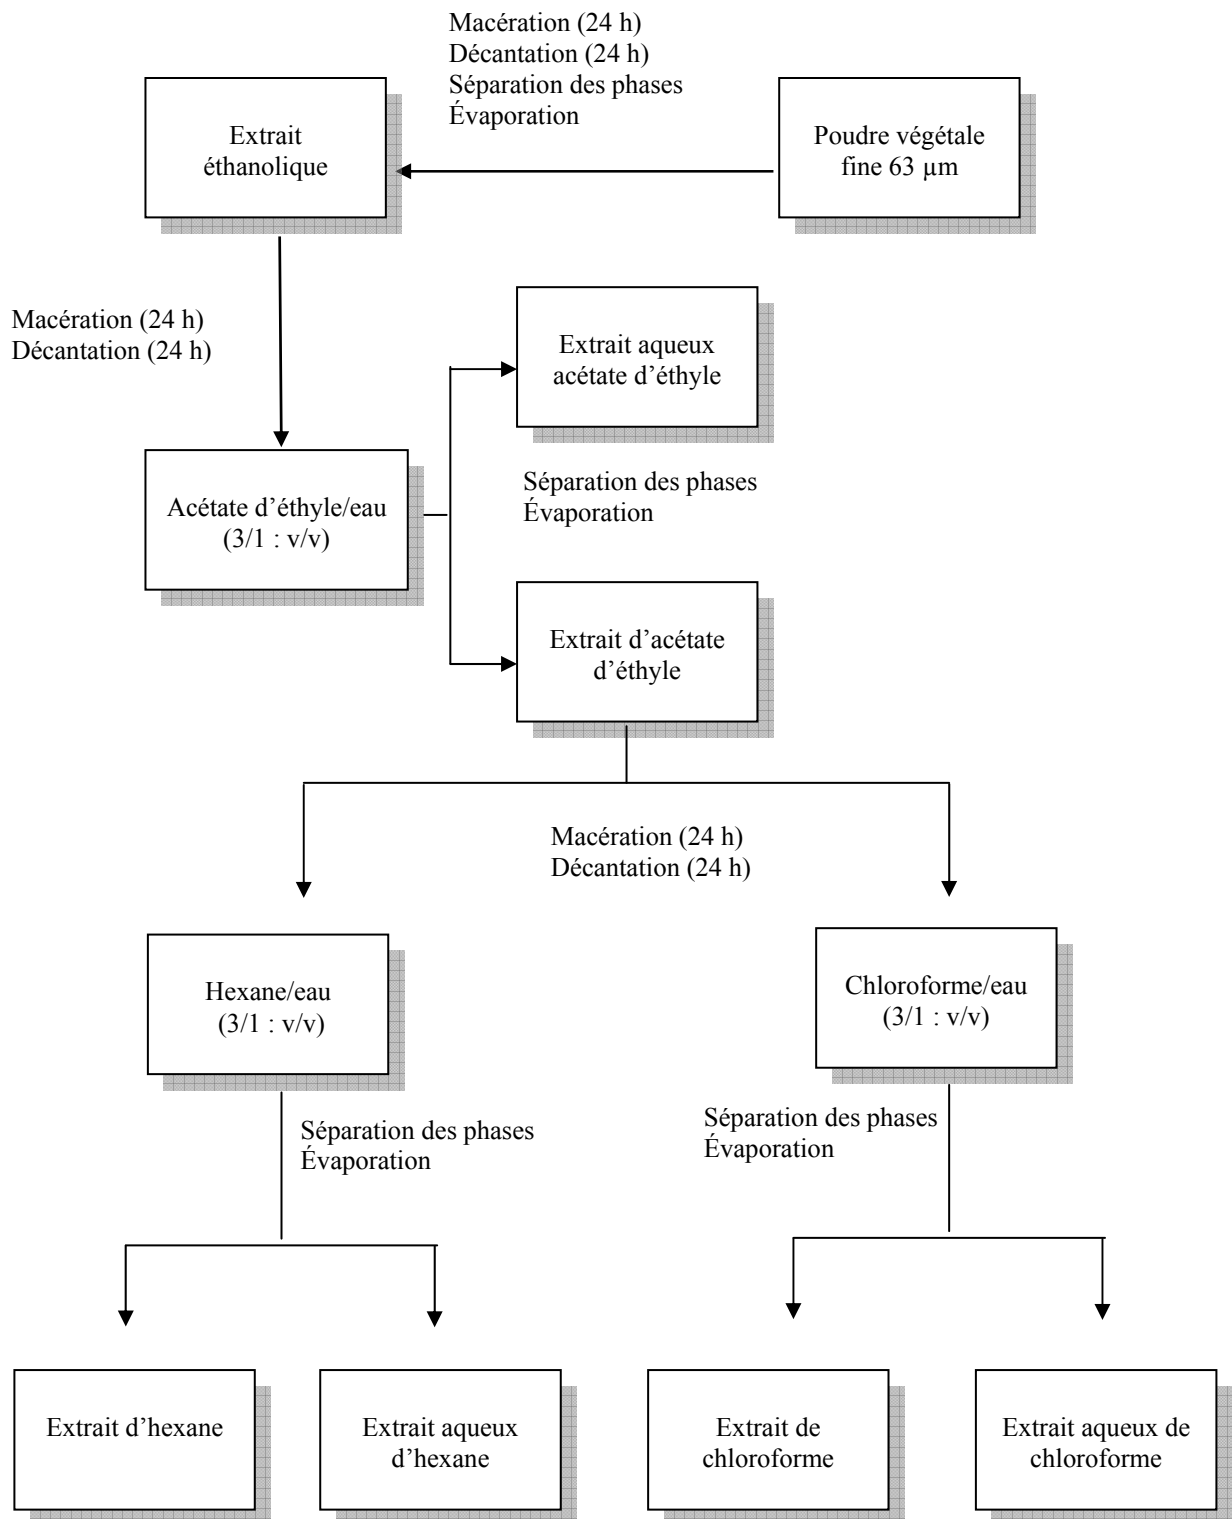 Macération (24 h)
Décantation (24 h)
Séparation des phases
Évaporation
Extrait
éthanolique
Poudre végétale
fine 63 µm
Macération (24 h)
Décantation (24 h)
Extrait aqueux
acétate d’éthyle
Acétate d’éthyle/eau
(3/1 : v/v)
Séparation des phases
Évaporation
Extrait d’acétate
d’éthyle
Macération (24 h)
Décantation (24 h)
Hexane/eau
(3/1 : v/v)
Chloroforme/eau
(3/1 : v/v)
Séparation des phases
Évaporation
Séparation des phases
Évaporation
Extrait d’hexane
Extrait aqueux
d’hexane
Extrait de
chloroforme
Extrait aqueux de
chloroforme